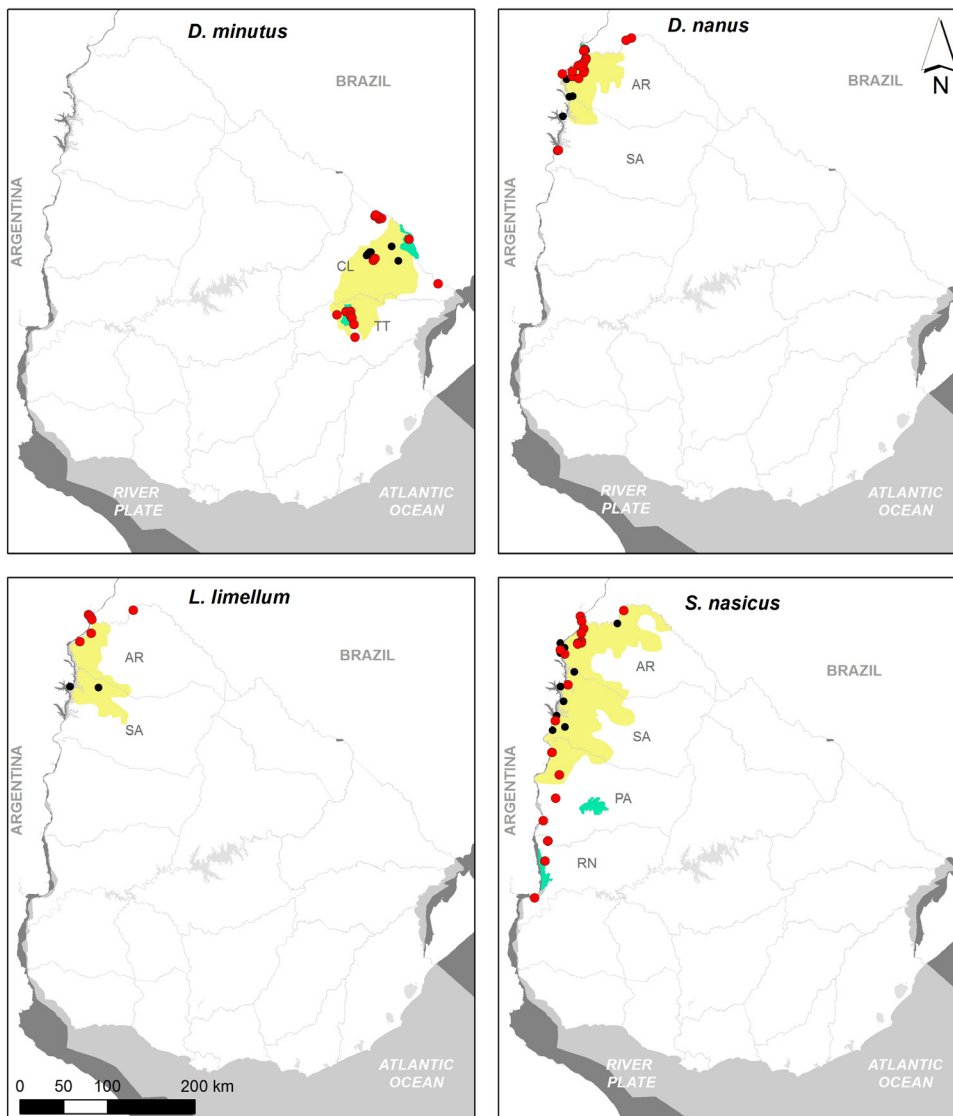 D. minutus
BRAZIL
ARGENTINA
CL
TT
RIVER
PLATE
ATLANTIC
OCEAN
D. nanus
N
BRAZIL
AR
SA
ARGENTINA
RIVER
PLATE
ATLANTIC
OCEAN
L. limellum
BRAZIL
AR
SA
ARGENTINA
ATLANTIC
OCEAN
0 50 100 200 km
S. nasicus
BRAZIL
AR
SA
PA
ARGENTINA
RN
RIVER
PLATE
ATLANTIC
OCEAN